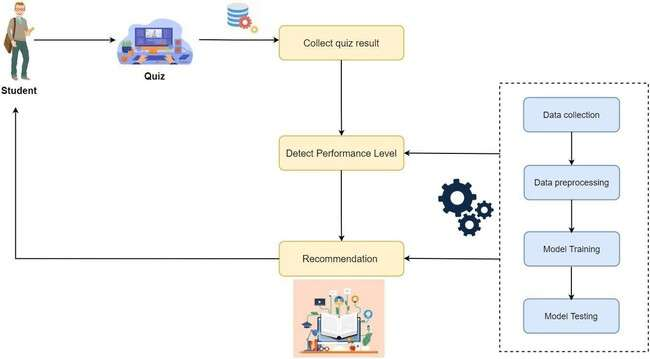 Student
Quiz
Collect quiz result
Detect Performance Level
Recommendation
Data collection
Data preprocessing
Model Training
Model Testing